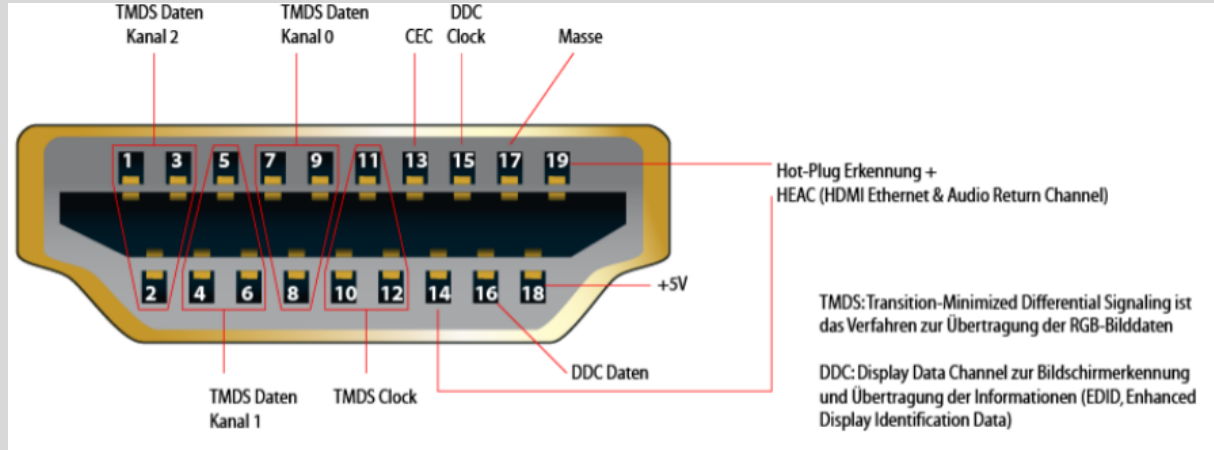 TMDS Daten
Kanal 2
TMDS Daten
Kanal 0
CEC
DDC
Clock
Masse
1 3 5 7 9 11 13 15 17 19
Hot-Plug Erkennung +
HEAC (HDMI Ethernet & Audio Return Channel)
2 4 6 8 10 12 14 16 18
+5V
DDC Daten
TMDS Daten
Kanal 1
TMDS Clock
TMDS: Transition-Minimized Differential Signaling ist
das Verfahren zur Übertragung der RGB-Bilddaten
DDC: Display Data Channel zur Bildschirmerkennung
und Übertragung der Informationen (EDID, Enhanced
Display Identification Data)